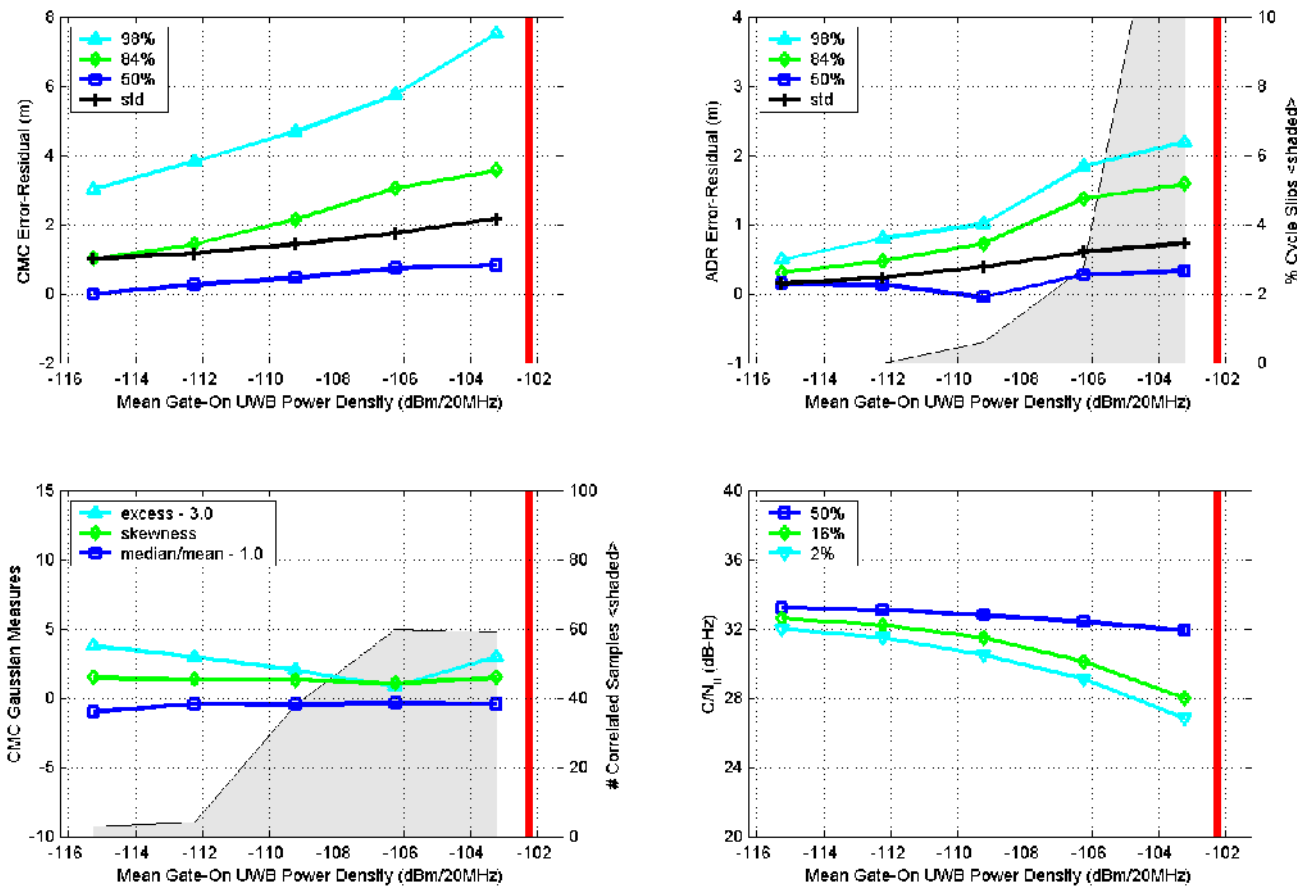 8
6
4
2
0
-2
CMC Error-Residual (m)
98%
84%
50%
std
-116 -114 -112 -110 -108 -106 -104 -102
Mean Gate-On UWB Power Density (dBm/20MHz)
4
3
2
1
0
-1
ADR Error-Residual (m)
98%
84%
50%
std
10
8
6
4
2
0
% Cycle Slips <shaded>
-116 -114 -112 -110 -108 -106 -104 -102
Mean Gate-On UWB Power Density (dBm/20MHz)
15
10
5
0
-5
-10
CMC Gaussian Measures
excess - 3.0
skewness
median/mean - 1.0
100
80
60
40
20
0
# Correlated Samples <shaded>
-116 -114 -112 -110 -108 -106 -104 -102
Mean Gate-On UWB Power Density (dBm/20MHz)
40
36
32
28
24
20
(dB-Hz)
50%
16%
2%
-116 -114 -112 -110 -108 -106 -104 -102
Mean Gate-On UWB Power Density (dBm/20MHz)